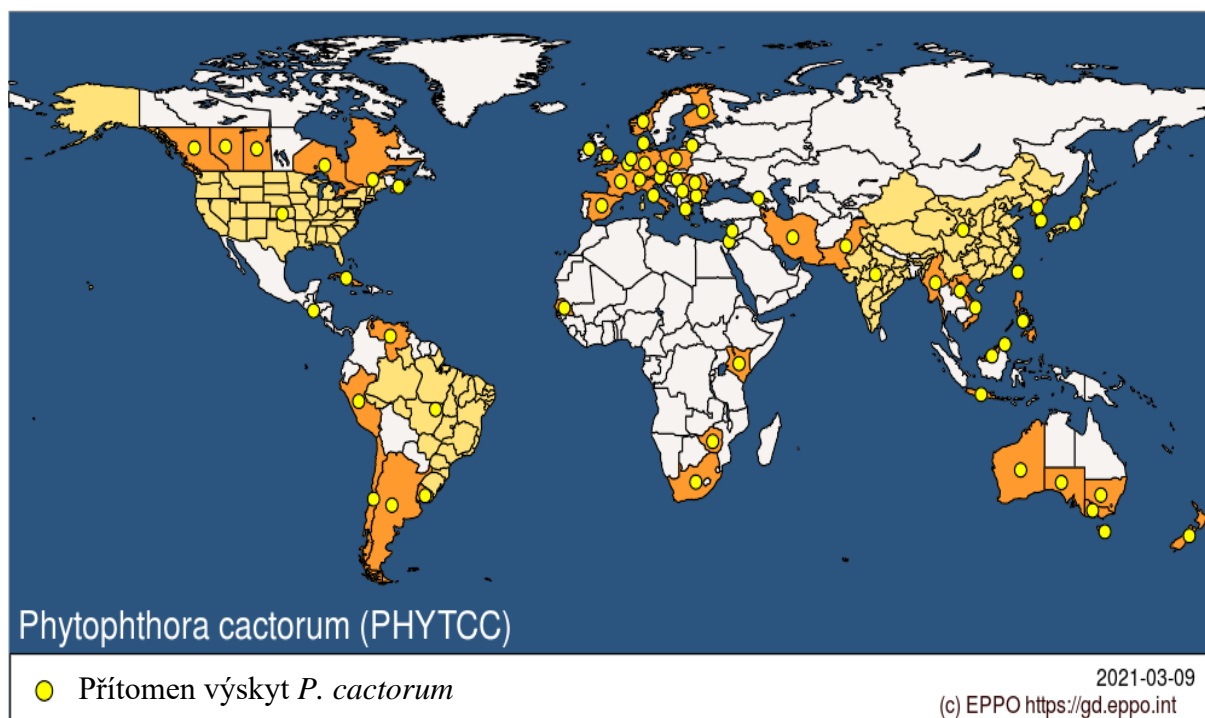 Phytophthora cactorum (PHYTCC)
Přítomen výskyt P. cactorum
2021-03-09
(c) EPPO https://gd.eppo.int